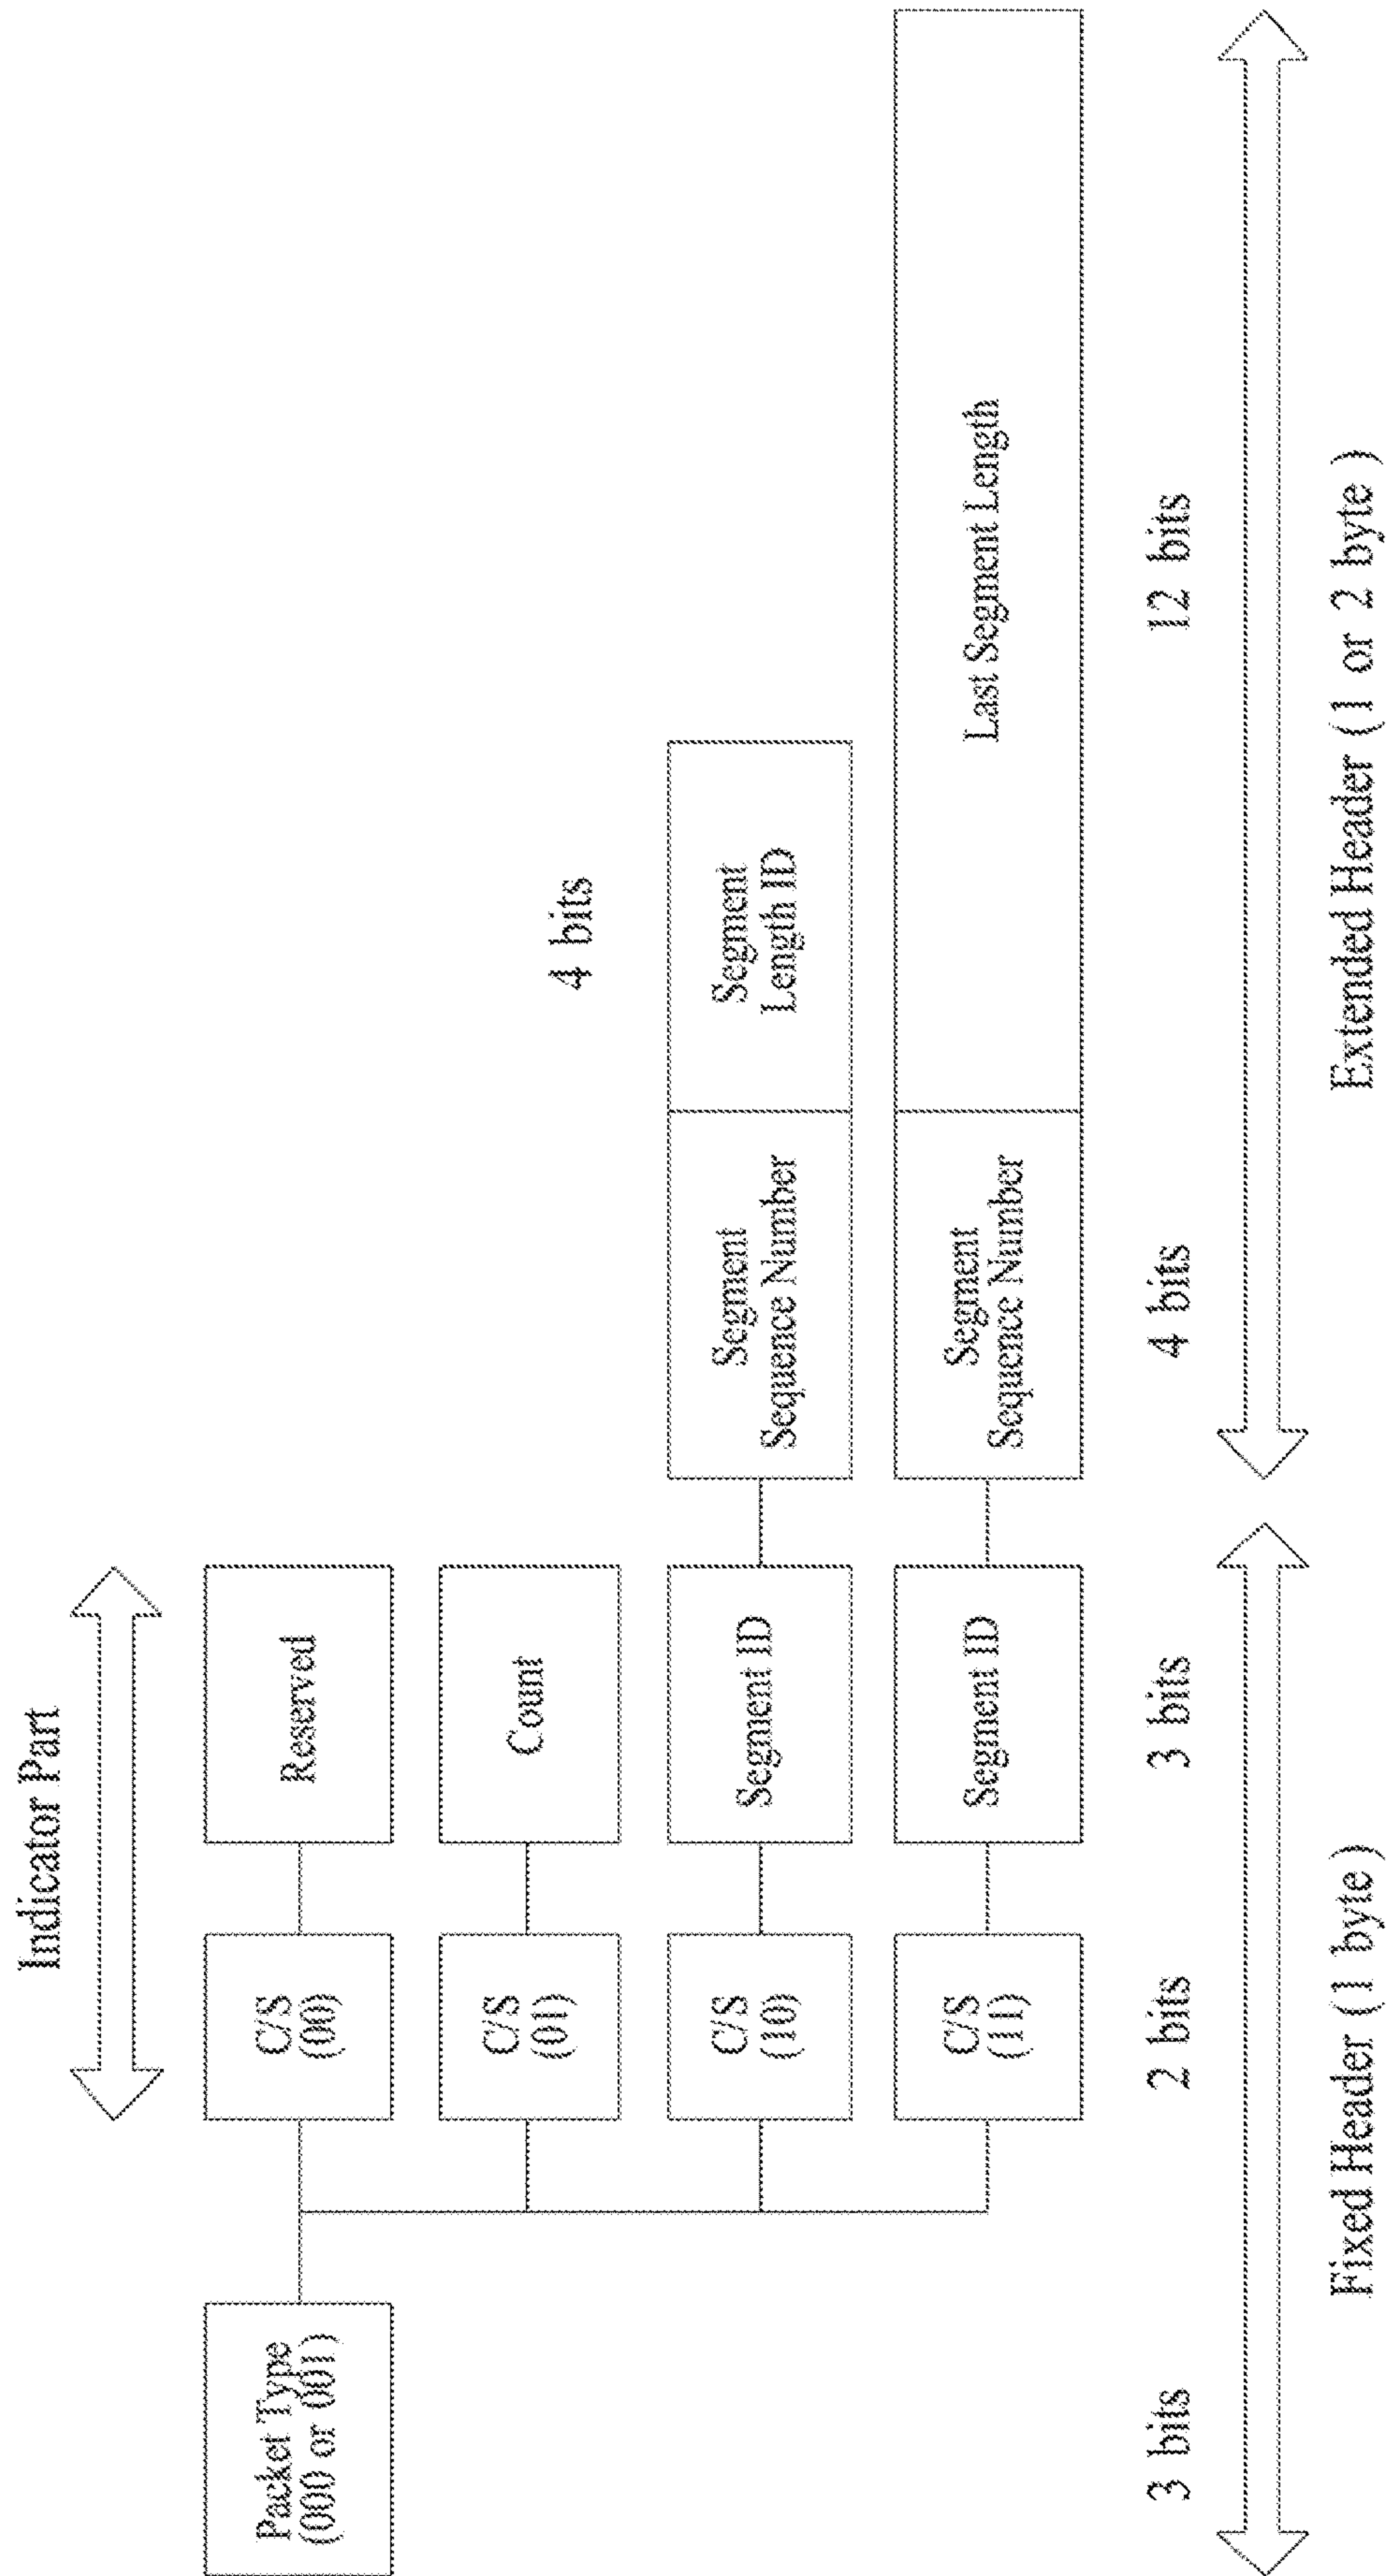 Indicator Part
Packet Type
(000 or 001)
C/S
(00)
Reserved
C/S
(01)
Count
4 bits
C/S
(10)
Segment ID
Segment
Sequence Number
Segment
Length ID
C/S
(11)
Segment ID
Segment
Sequence Number
Last Segment Length
3 bits
2 bits
3 bits
4 bits
12 bits
Fixed Header (1 byte )
Extended Header (1 or 2 byte )